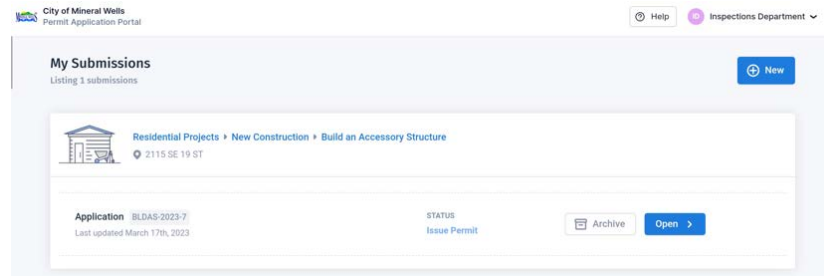 City of Mineral Wells
Permit Application Portal
Help
ID
Inspections Department
My Submissions
Listing 1 submissions
New
Residential Projects ▸ New Construction ▸ Build an Accessory Structure
2115 SE 19 ST
Application BLDAS-2023-7
Last updated March 17th, 2023
STATUS
Issue Permit
Archive
Open